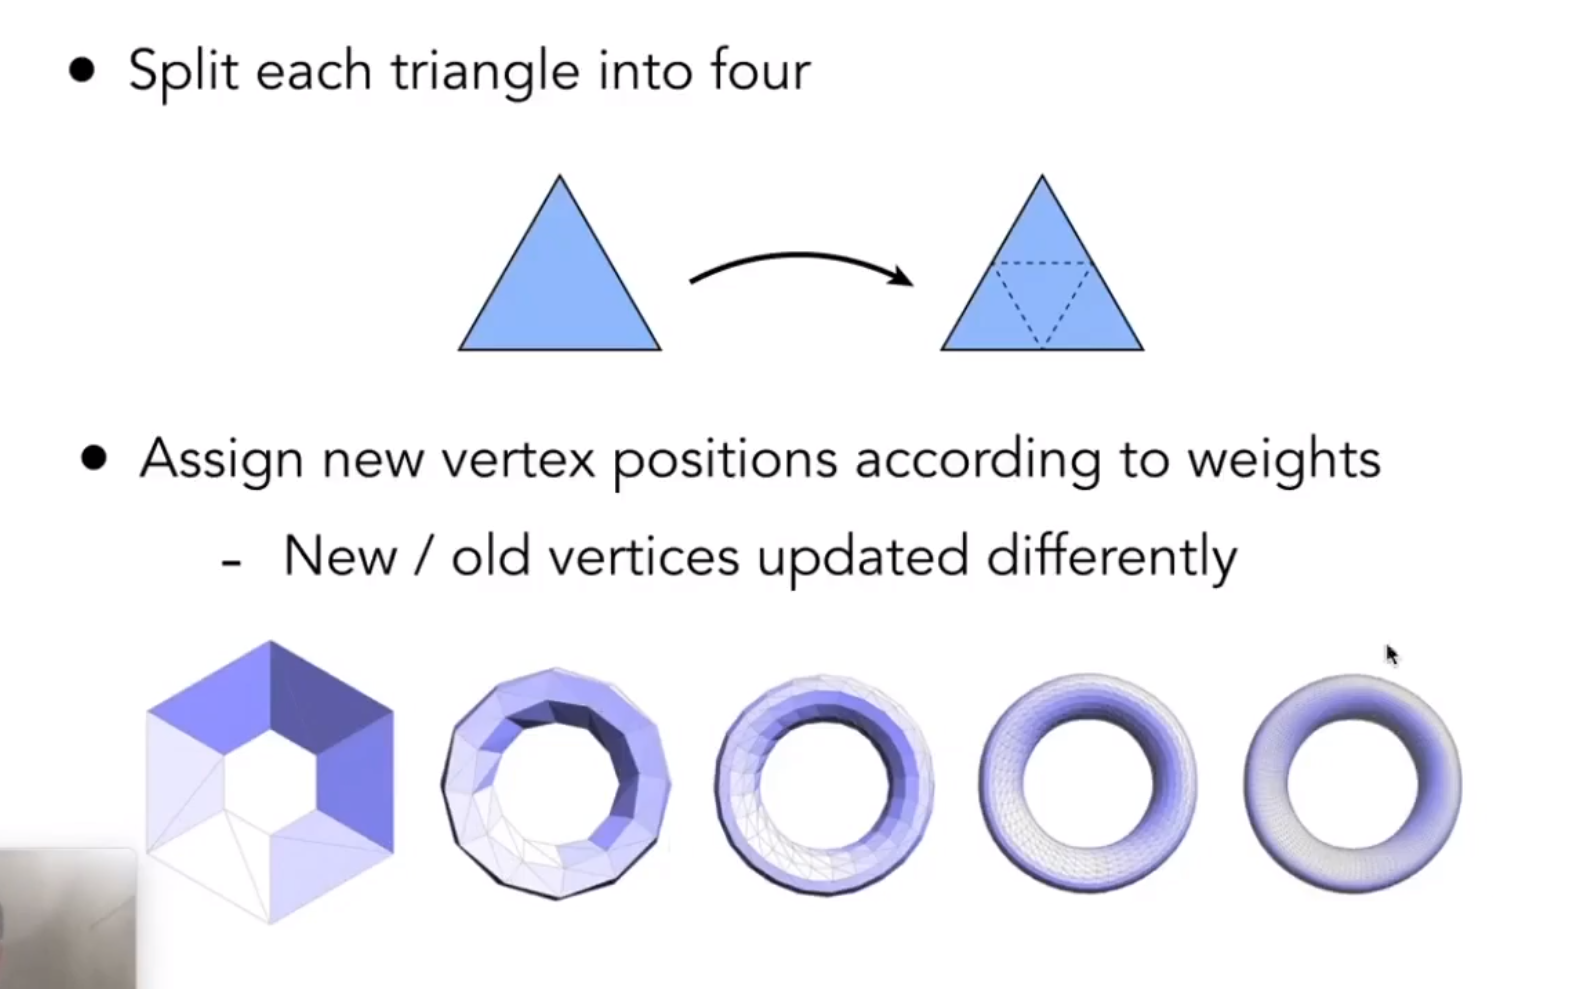 • Split each triangle into four
• Assign new vertex positions according to weights
- New / old vertices updated differently